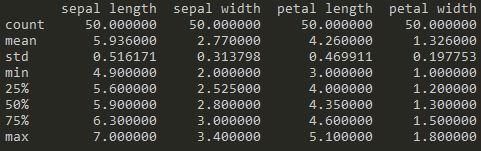 sepal length sepal width petal length petal width
count 50.000000 50.000000 50.000000 50.000000
mean 5.936000 2.770000 4.260000 1.326000
std 0.516171 0.313798 0.469911 0.197753
min 4.900000 2.000000 3.000000 1.000000
25% 5.600000 2.525000 4.000000 1.200000
50% 5.900000 2.800000 4.350000 1.300000
75% 6.300000 3.000000 4.600000 1.500000
max 7.000000 3.400000 5.100000 1.800000